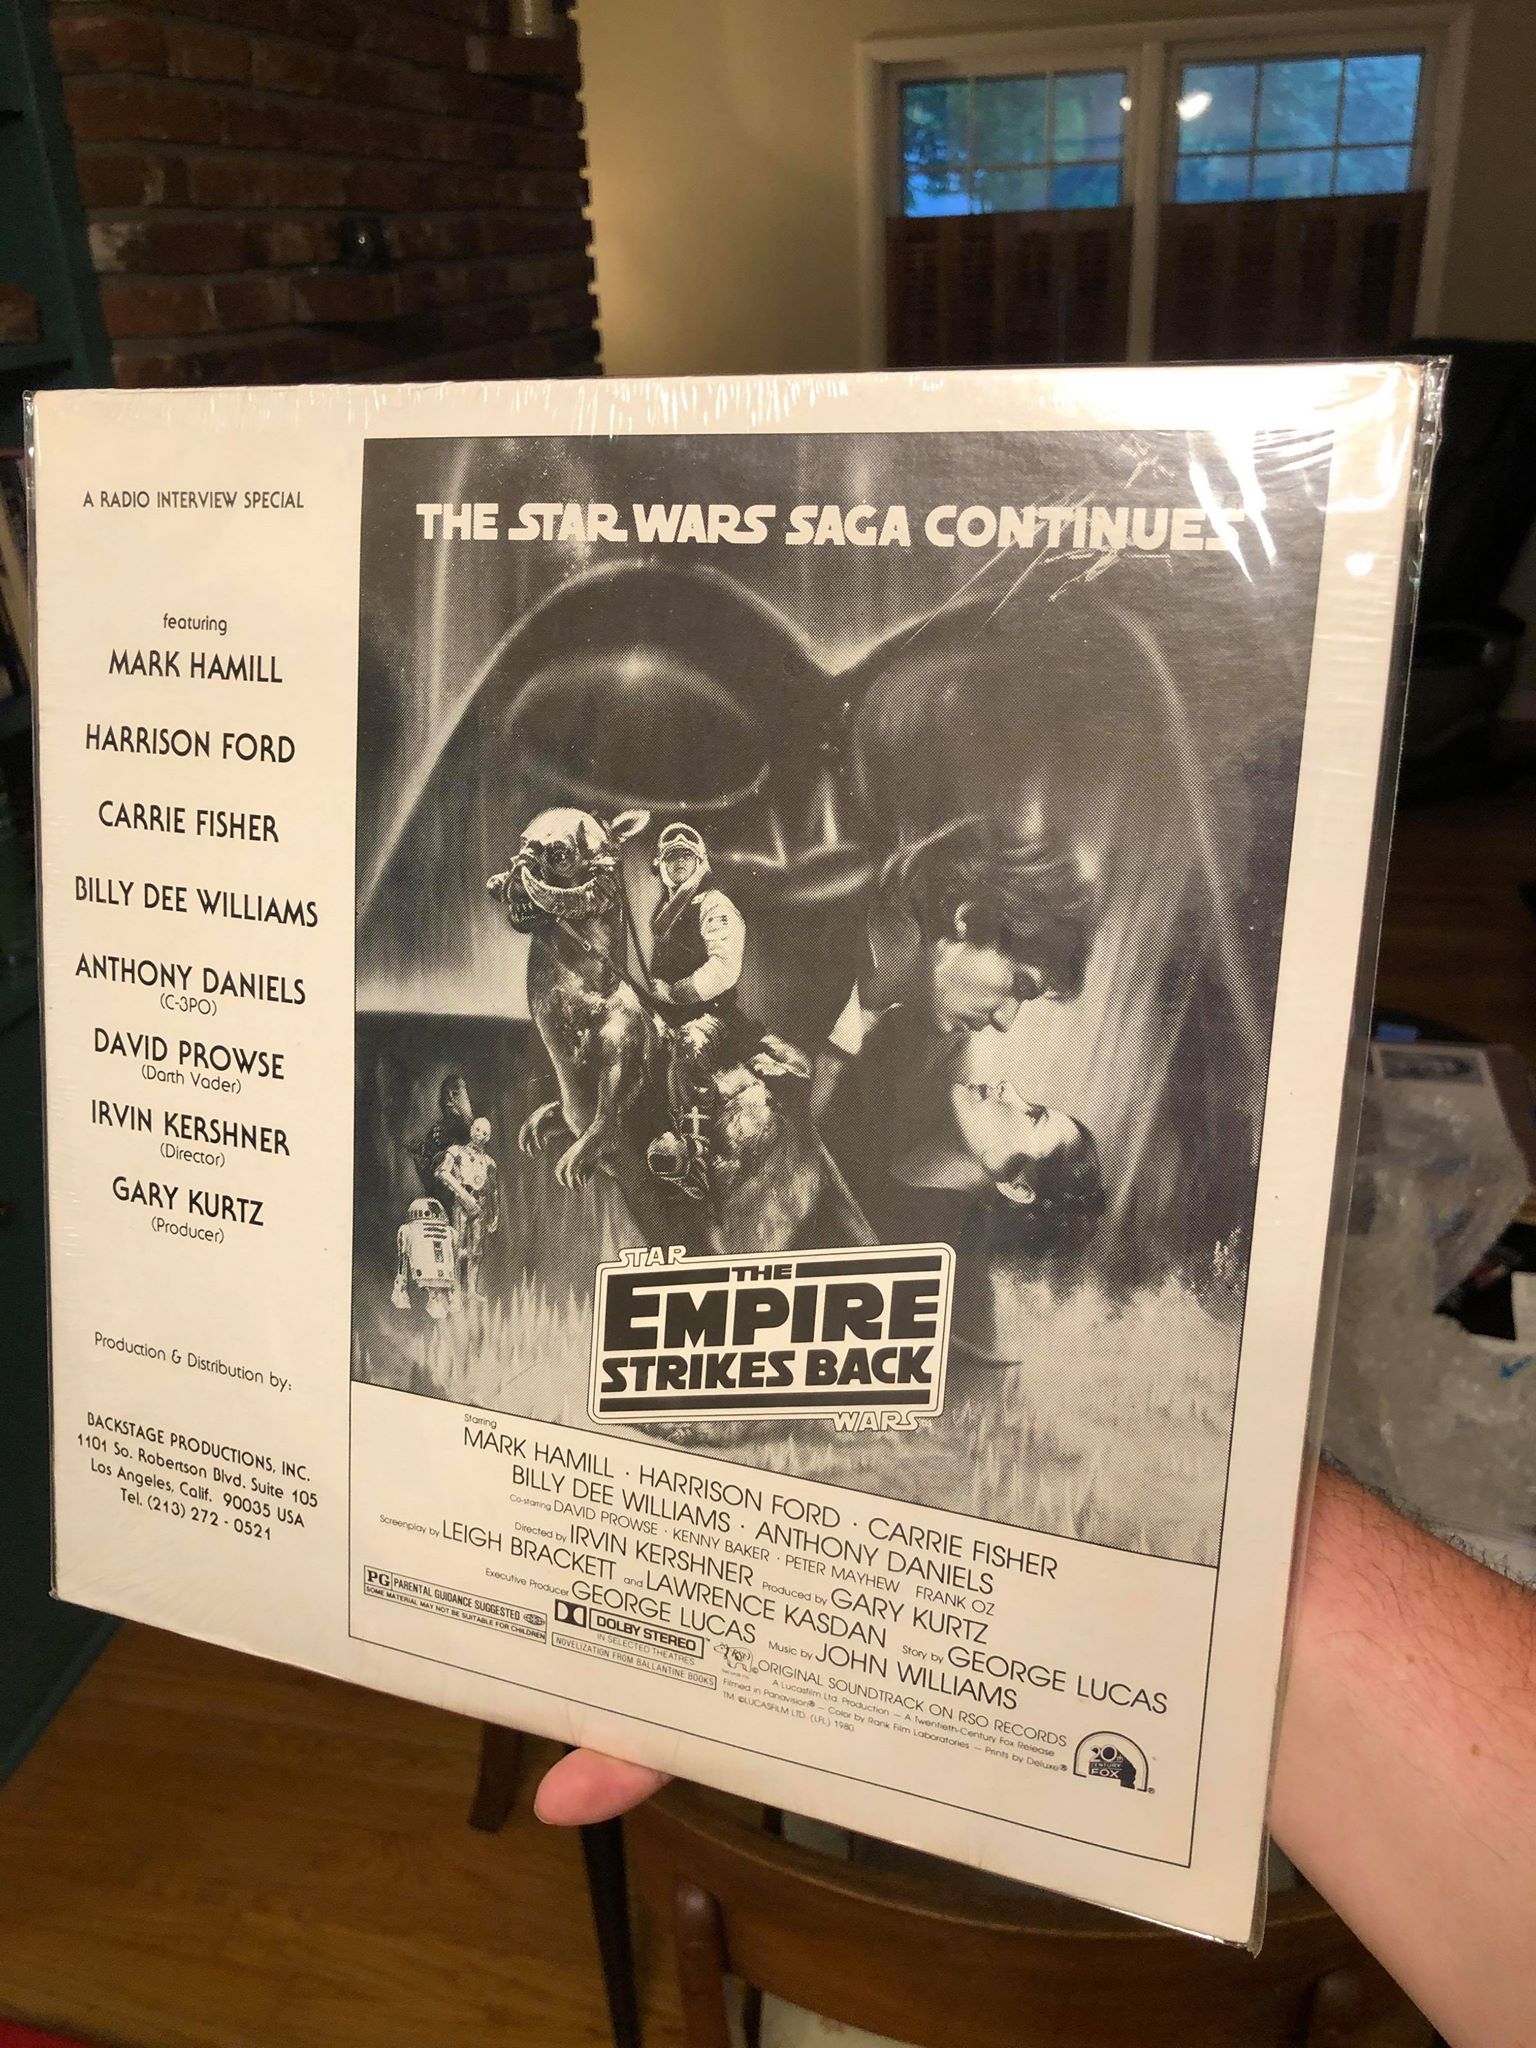 A RADIO INTERVIEW SPECIAL
featuring
MARK HAMILL
HARRISON FORD
CARRIE FISHER
BILLY DEE WILLIAMS
ANTHONY DANIELS
(C-3PO)
DAVID PROWSE
(Darth Vader)
IRVIN KERSHNER
(Director)
GARY KURTZ
(Producer)
Production & Distribution by:
BACKSTAGE PRODUCTIONS, INC.
1101 So. Robertson Blvd. Suite 105
Los Angeles, Calif. 90035 USA
Tel. (213) 272 - 0521
THE STAR WARS SAGA CONTINUES
STAR
THE
EMPIRE
STRIKES BACK
WARS™
Starring
MARK HAMILL · HARRISON FORD · CARRIE FISHER
BILLY DEE WILLIAMS · ANTHONY DANIELS
Co-starring DAVID PROWSE · KENNY BAKER · PETER MAYHEW FRANK OZ
Directed by IRVIN KERSHNER Produced by GARY KURTZ
Screenplay by LEIGH BRACKETT and LAWRENCE KASDAN Story by GEORGE LUCAS
Executive Producer GEORGE LUCAS Music by JOHN WILLIAMS
PG PARENTAL GUIDANCE SUGGESTED
SOME MATERIAL MAY NOT BE SUITABLE FOR CHILDREN
DOLBY STEREO™
IN SELECTED THEATRES
NOVELIZATION FROM BALLANTINE BOOKS
ORIGINAL SOUNDTRACK ON RSO RECORDS
A Lucasfilm Ltd. Production — A Twentieth-Century Fox Release
Filmed in Panavision® — Color by Rank Film Laboratories — Prints by Deluxe®
TM ©LUCASFILM LTD. (LFL) 1980
20th
CENTURY
FOX
®